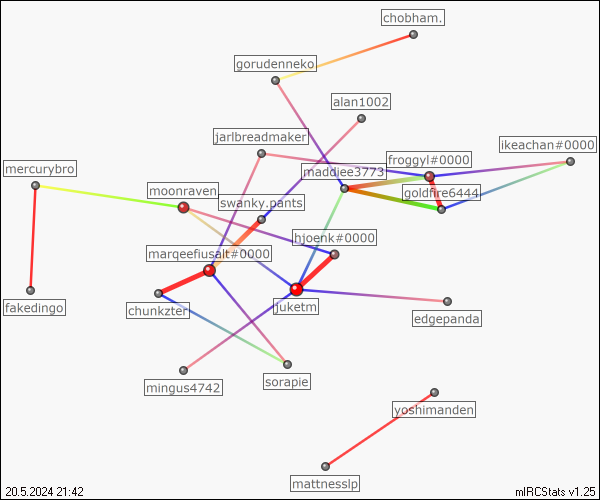 chobham.
gorudenneko
alan1002
jarlbreadmaker
ikeachan#0000
froggyl#0000
mercurybro
maddiee3773
moonraven
goldfire6444
swanky.pants
hjoenk#0000
marqeefiusalt#0000
fakedingo
chunkzter
juketm
edgepanda
mingus4742
sorapie
yoshimanden
mattnesslp
20.5.2024 21:42
mIRCStats v1.25